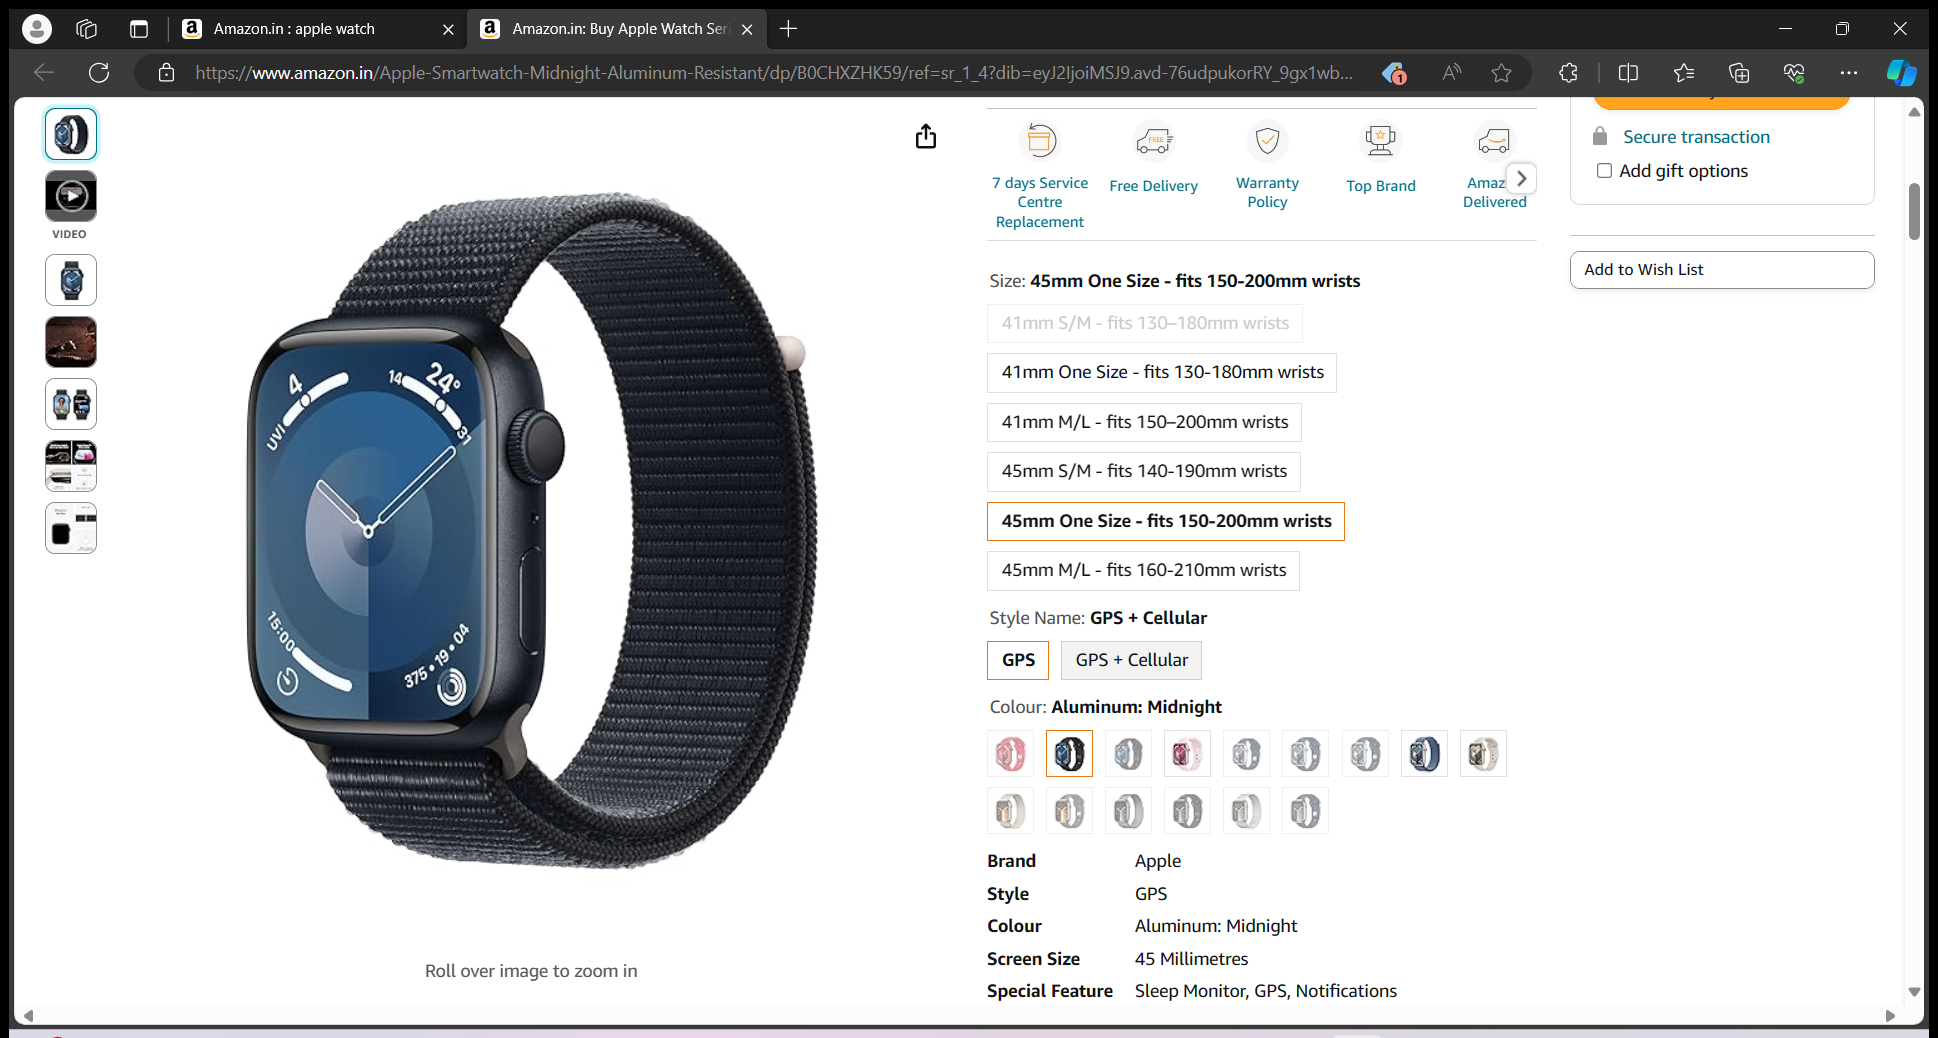 Amazon.in : apple watch
Amazon.in: Buy Apple Watch Seri
https://www.amazon.in/Apple-Smartwatch-Midnight-Aluminum-Resistant/dp/B0CHXZHK59/ref=sr_1_4?dib=eyJ2IjoiMSJ9.avd-76udpukorRY_9gx1wb...
1
VIDEO
4
14
24°
UVI
31
15:00
375•19•04
Roll over image to zoom in
7 days Service
Centre
Replacement
FREE
Free Delivery
Warranty
Policy
Top Brand
Amaz
Delivered
Size: 45mm One Size - fits 150-200mm wrists
41mm S/M - fits 130–180mm wrists
41mm One Size - fits 130-180mm wrists
41mm M/L - fits 150–200mm wrists
45mm S/M - fits 140-190mm wrists
45mm One Size - fits 150-200mm wrists
45mm M/L - fits 160-210mm wrists
Style Name: GPS + Cellular
GPS
GPS + Cellular
Colour: Aluminum: Midnight
Brand Apple
Style GPS
Colour Aluminum: Midnight
Screen Size 45 Millimetres
Special Feature Sleep Monitor, GPS, Notifications
Secure transaction
Add gift options
Add to Wish List